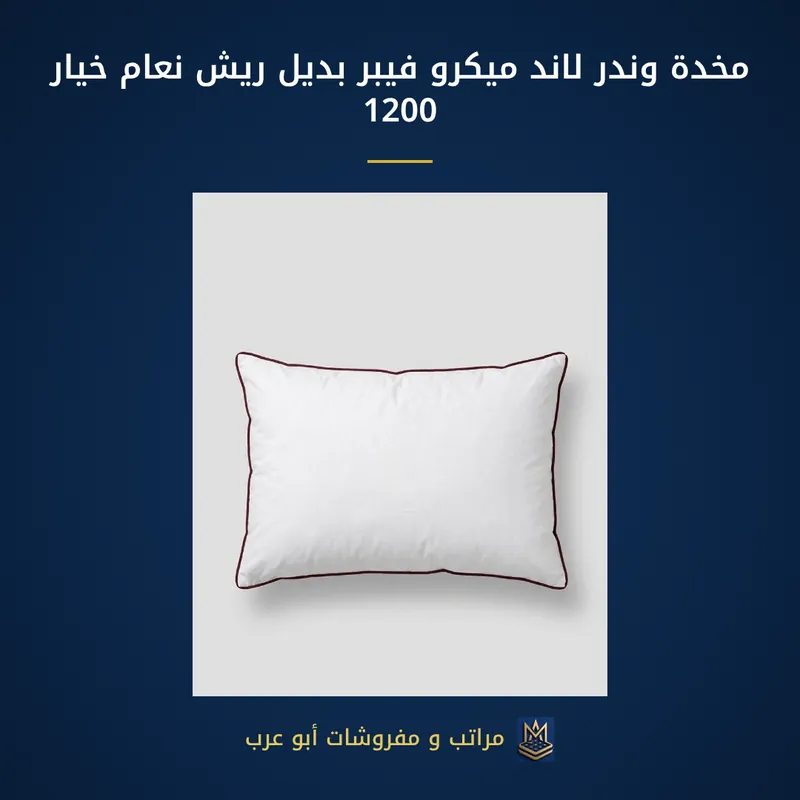 مخدة وندر لاند ميكرو فيبر بديل ريش نعام خيار
1200
مراتب و مفروشات أبو عرب